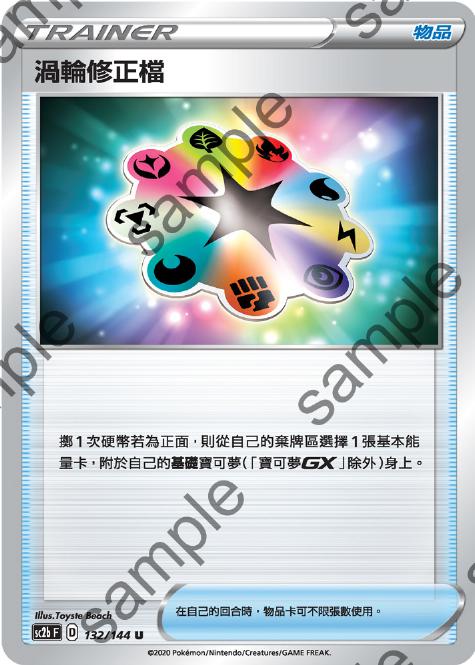 TRAINER
物品
渦輪修正檔
擲1次硬幣若為正面，則從自己的棄牌區選擇1張基本能
量卡，附於自己的基礎寶可夢(「寶可夢GX」除外)身上。
Illus.Toyste Beach
sc2b F D 132/144 U
在自己的回合時，物品卡可不限張數使用。
©2020 Pokémon/Nintendo/Creatures/GAME FREAK.
sample
sample
sample
sample
sample
sample
sample